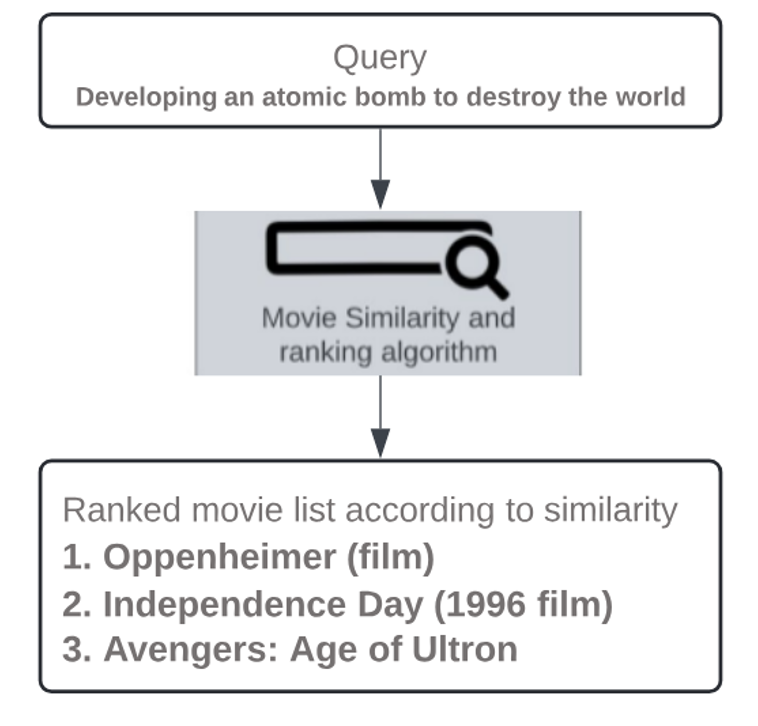 Query
Developing an atomic bomb to destroy the world
Movie Similarity and
ranking algorithm
Ranked movie list according to similarity
1. Oppenheimer (film)
2. Independence Day (1996 film)
3. Avengers: Age of Ultron